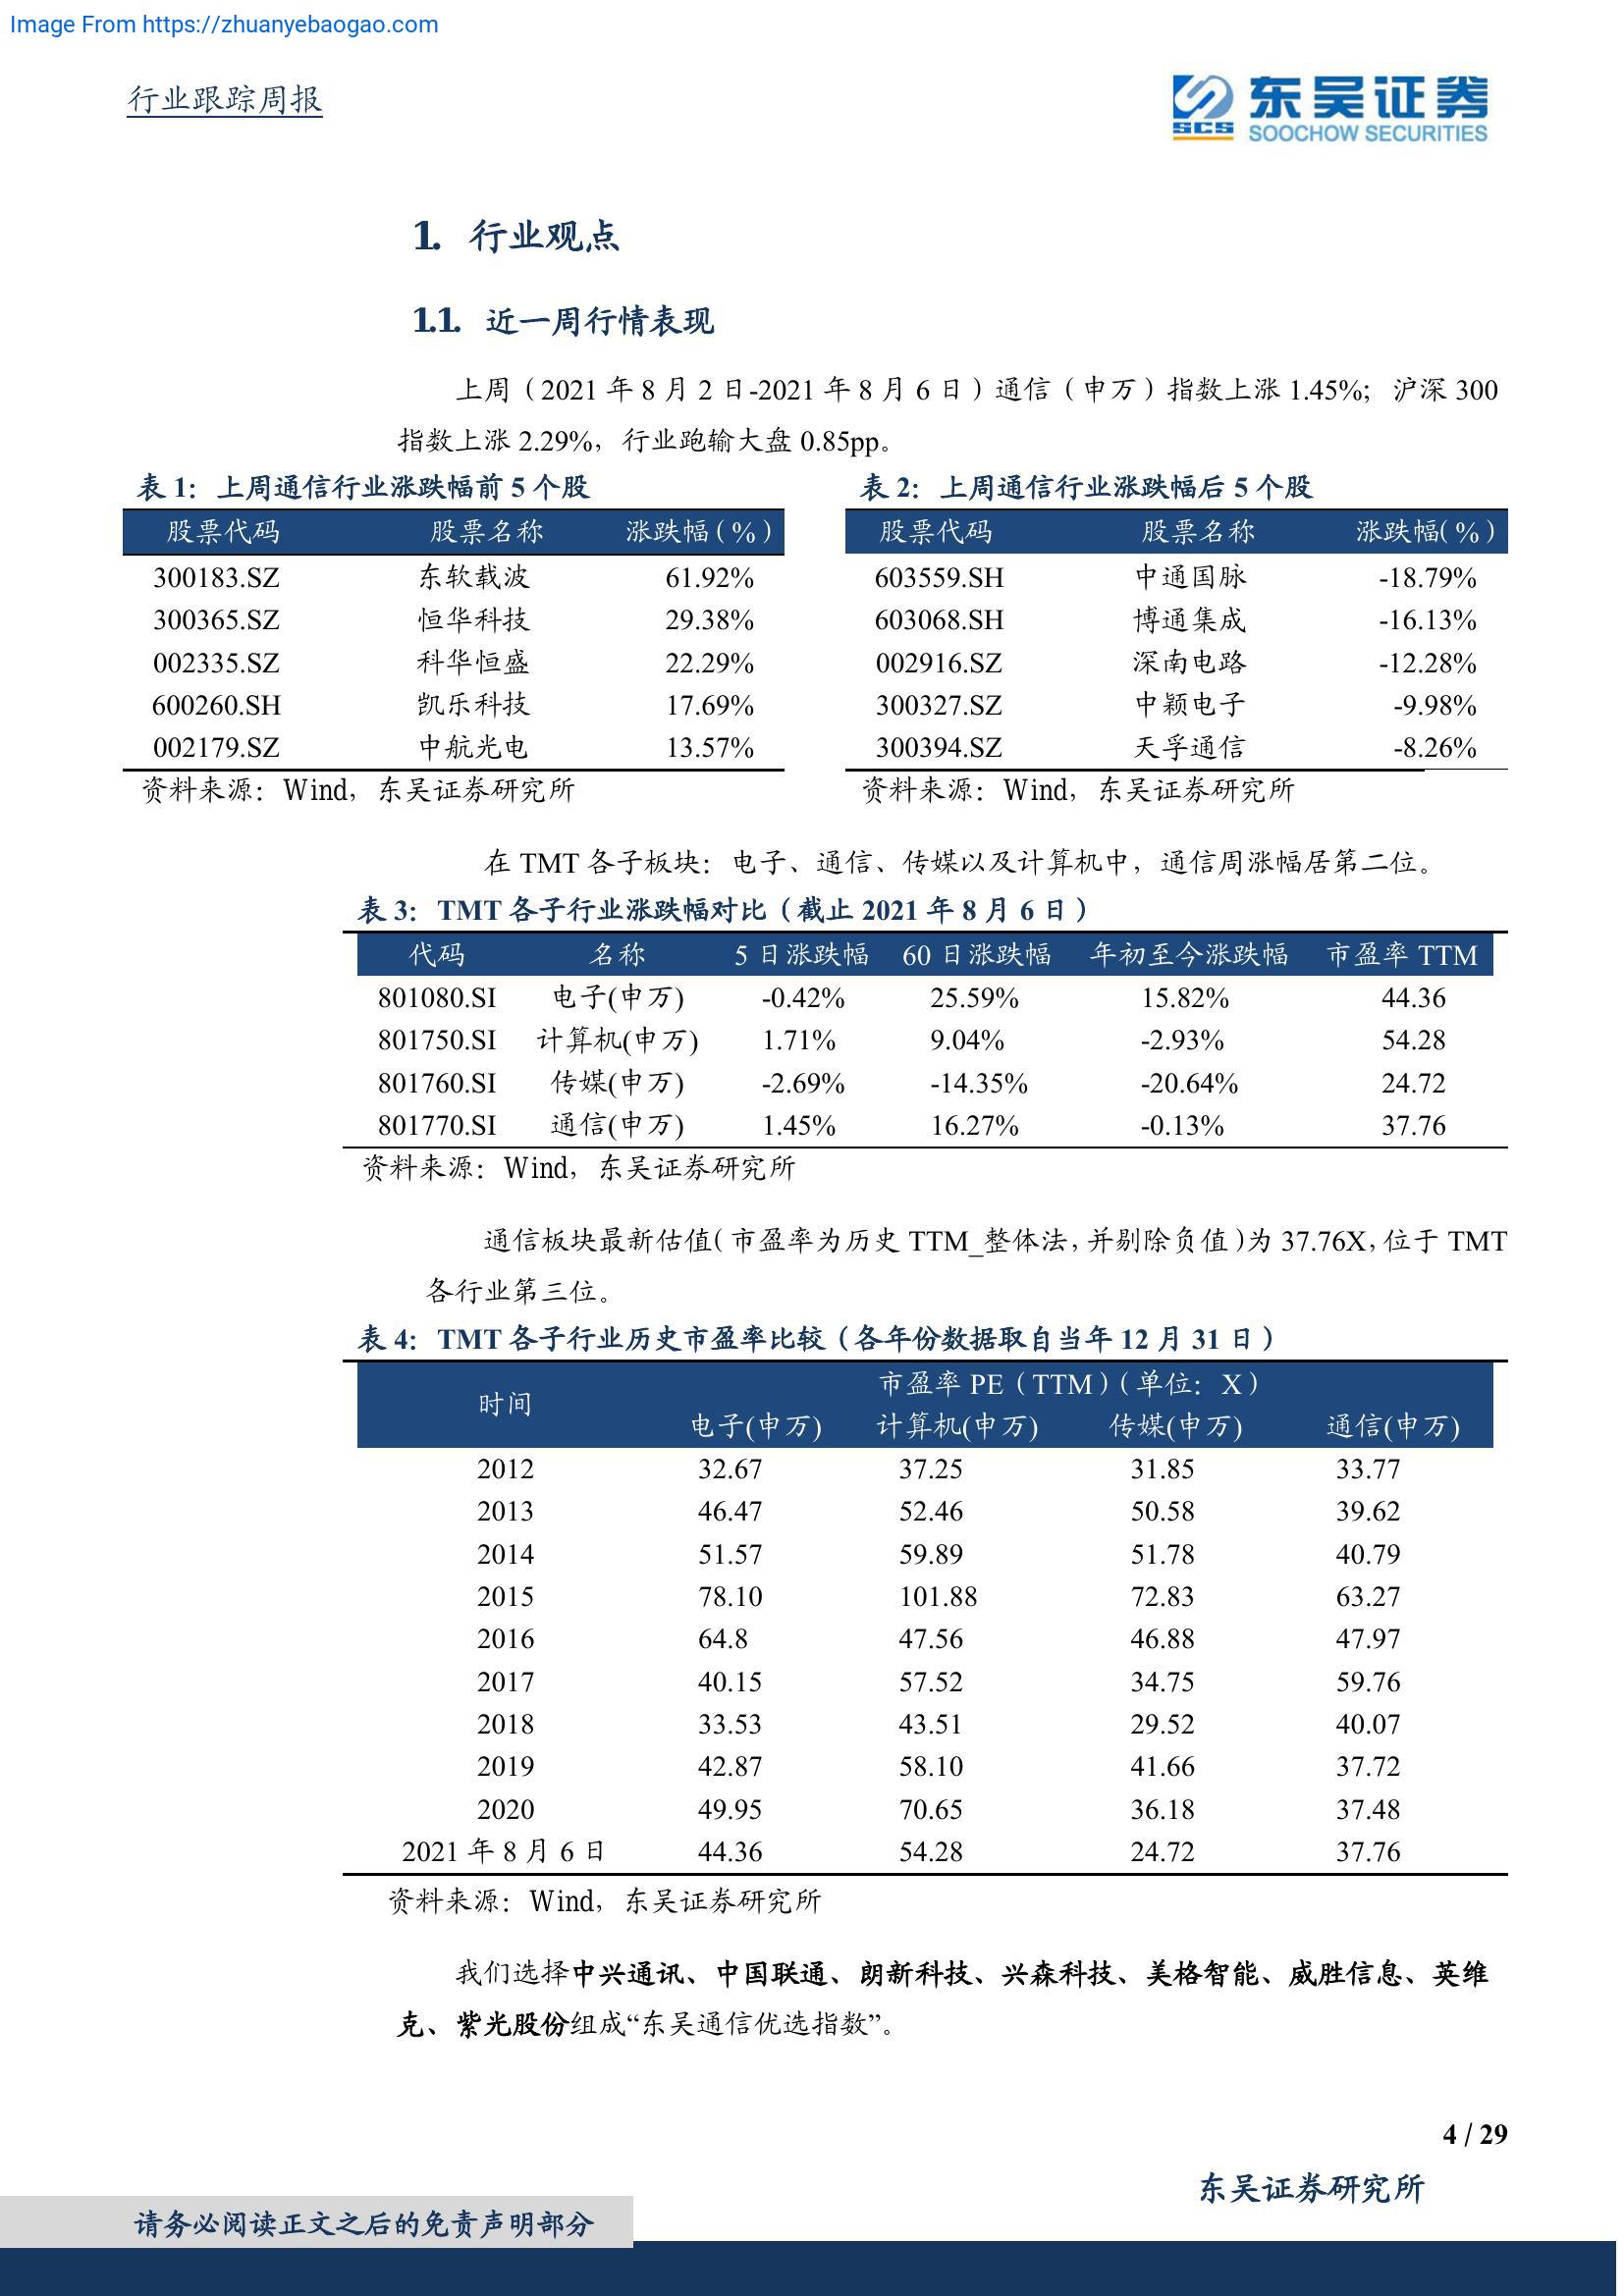 Image From https://zhuanyebaogao.com
行业跟踪周报
SCS 东吴证券
SOOCHOW SECURITIES
1. 行业观点
1.1. 近一周行情表现
上周（2021 年 8 月 2 日-2021 年 8 月 6 日）通信（申万）指数上涨 1.45%；沪深 300
指数上涨 2.29%，行业跑输大盘 0.85pp。
表 1：上周通信行业涨跌幅前 5 个股
股票代码 股票名称 涨跌幅（%）
300183.SZ 东软载波 61.92%
300365.SZ 恒华科技 29.38%
002335.SZ 科华恒盛 22.29%
600260.SH 凯乐科技 17.69%
002179.SZ 中航光电 13.57%
资料来源：Wind，东吴证券研究所
表 2：上周通信行业涨跌幅后 5 个股
股票代码 股票名称 涨跌幅(%）
603559.SH 中通国脉 -18.79%
603068.SH 博通集成 -16.13%
002916.SZ 深南电路 -12.28%
300327.SZ 中颖电子 -9.98%
300394.SZ 天孚通信 -8.26%
资料来源：Wind，东吴证券研究所
在 TMT 各子板块：电子、通信、传媒以及计算机中，通信周涨幅居第二位。
表 3：TMT 各子行业涨跌幅对比（截止 2021 年 8 月 6 日）
代码 名称 5 日涨跌幅 60 日涨跌幅 年初至今涨跌幅 市盈率 TTM
801080.SI 电子(申万) -0.42% 25.59% 15.82% 44.36
801750.SI 计算机(申万) 1.71% 9.04% -2.93% 54.28
801760.SI 传媒(申万) -2.69% -14.35% -20.64% 24.72
801770.SI 通信(申万) 1.45% 16.27% -0.13% 37.76
资料来源：Wind，东吴证券研究所
通信板块最新估值（市盈率为历史 TTM_整体法，并剔除负值）为 37.76X，位于 TMT
各行业第三位。
表 4：TMT 各子行业历史市盈率比较（各年份数据取自当年 12 月 31 日）
时间 市盈率 PE（TTM）（单位：X）
电子(申万) 计算机(申万) 传媒(申万) 通信(申万)
2012 32.67 37.25 31.85 33.77
2013 46.47 52.46 50.58 39.62
2014 51.57 59.89 51.78 40.79
2015 78.10 101.88 72.83 63.27
2016 64.8 47.56 46.88 47.97
2017 40.15 57.52 34.75 59.76
2018 33.53 43.51 29.52 40.07
2019 42.87 58.10 41.66 37.72
2020 49.95 70.65 36.18 37.48
2021 年 8 月 6 日 44.36 54.28 24.72 37.76
资料来源：Wind，东吴证券研究所
我们选择中兴通讯、中国联通、朗新科技、兴森科技、美格智能、威胜信息、英维
克、紫光股份组成“东吴通信优选指数”。
4 / 29
东吴证券研究所
请务必阅读正文之后的免责声明部分